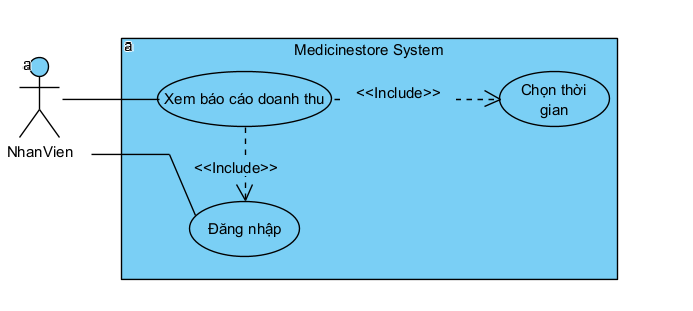 a
Medicinestore System
a
Xem báo cáo doanh thu
<<Include>>
Chọn thời
gian
NhanVien
<<Include>>
Đăng nhập